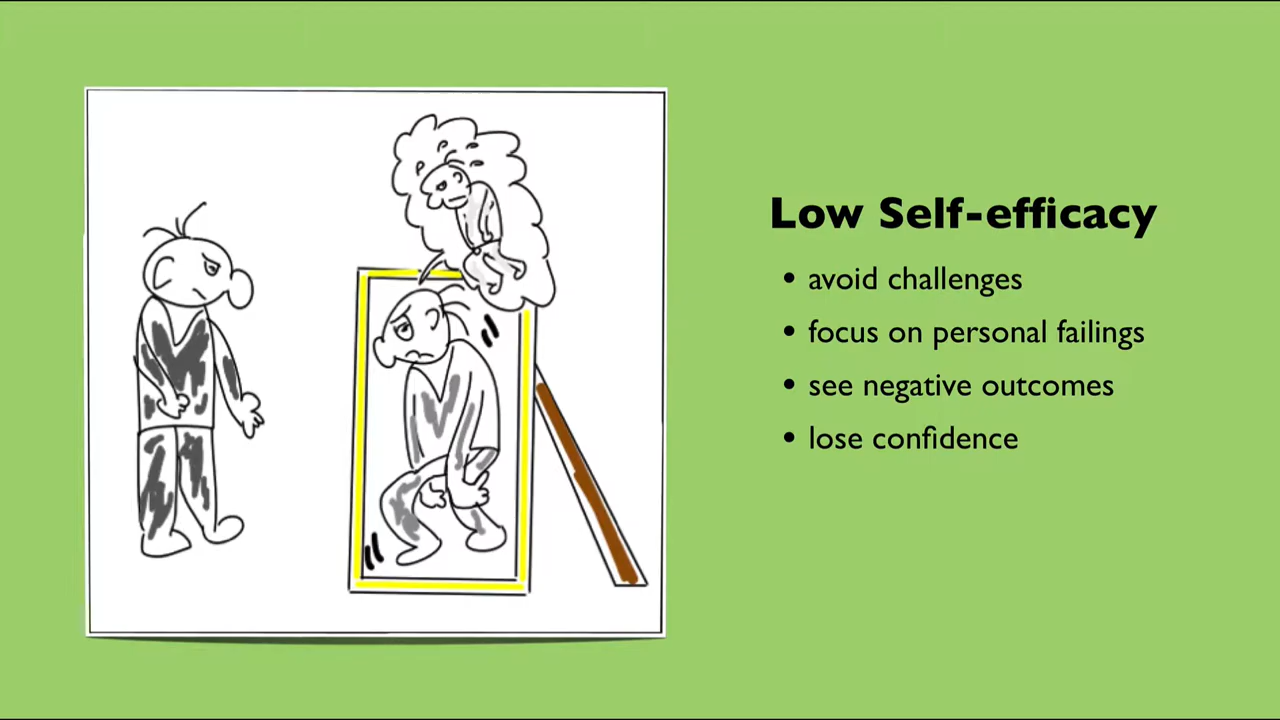 Low Self-efficacy
• avoid challenges
• focus on personal failings
• see negative outcomes
• lose confidence